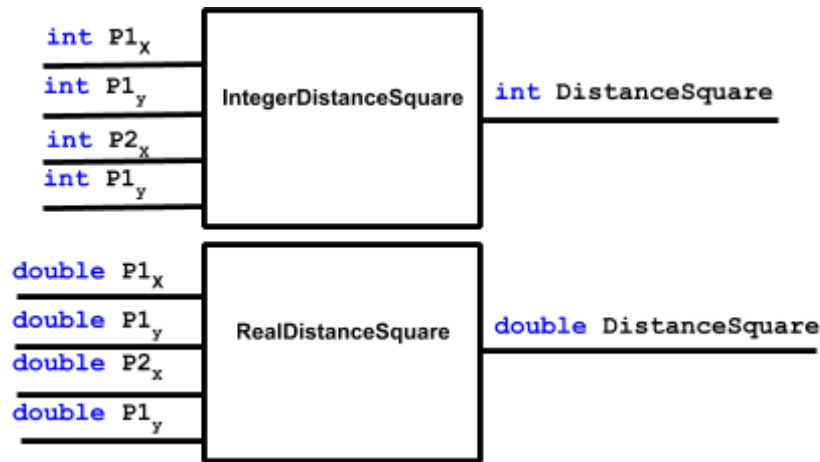 int P1x
int P1y
int P2x
int P1y
IntegerDistanceSquare
int DistanceSquare
double P1x
double P1y
double P2x
double P1y
RealDistanceSquare
double DistanceSquare